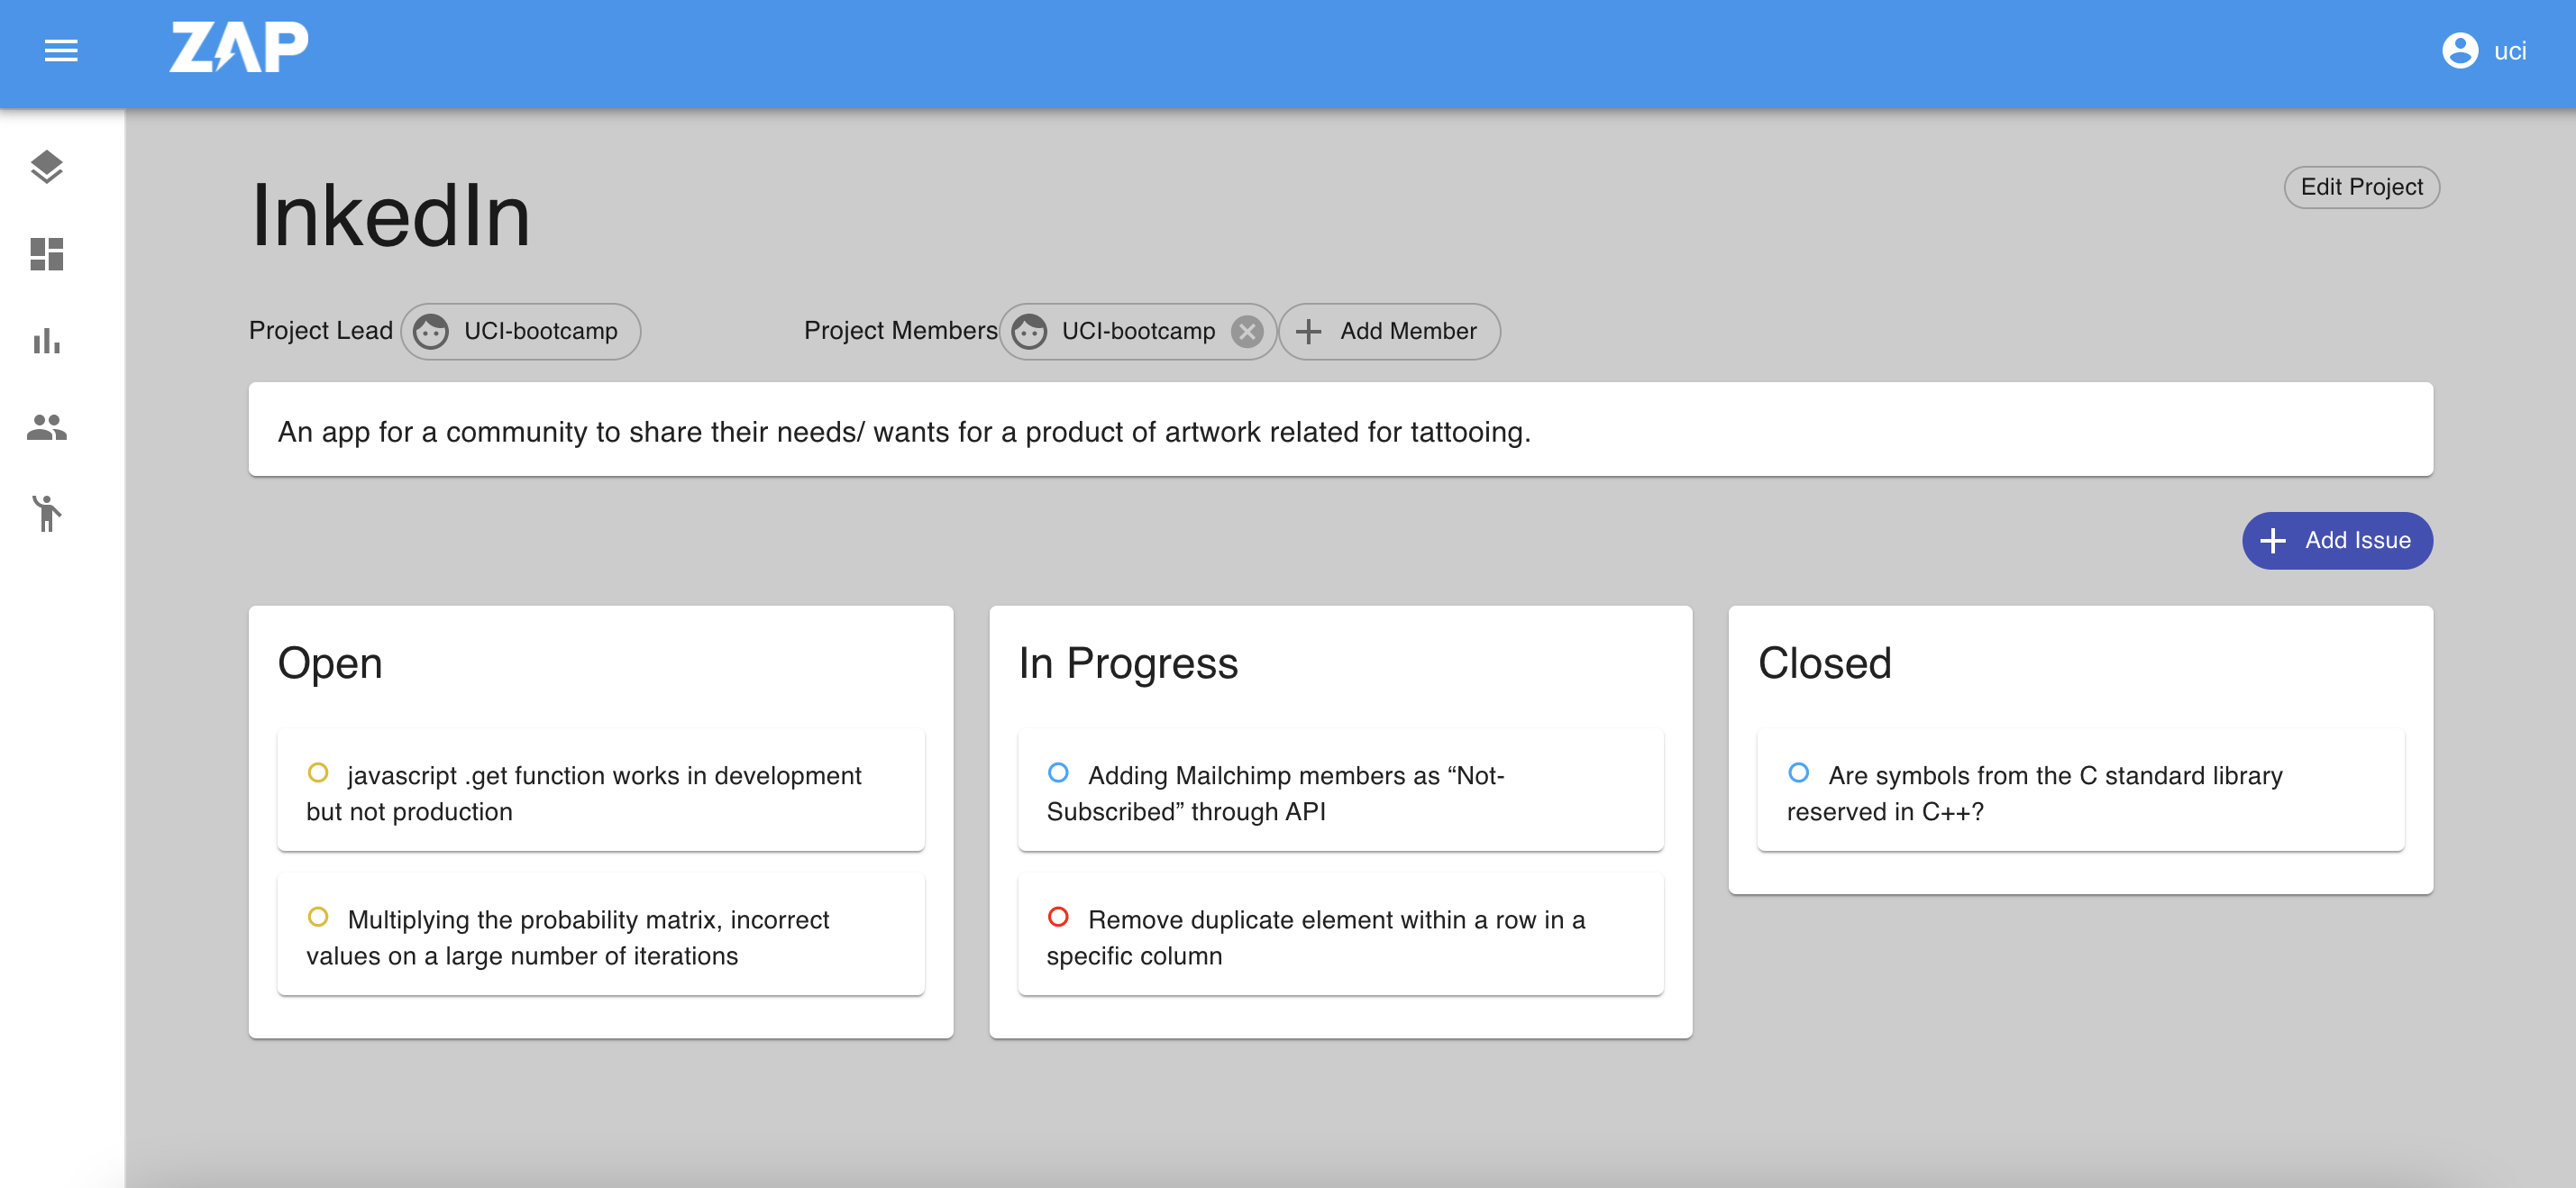 ZAP
uci
InkedIn
Edit Project
Project Lead UCI-bootcamp Project Members UCI-bootcamp Add Member
An app for a community to share their needs/ wants for a product of artwork related for tattooing.
Add Issue
Open
javascript .get function works in development
but not production
Multiplying the probability matrix, incorrect
values on a large number of iterations
In Progress
Adding Mailchimp members as “Not-
Subscribed” through API
Remove duplicate element within a row in a
specific column
Closed
Are symbols from the C standard library
reserved in C++?